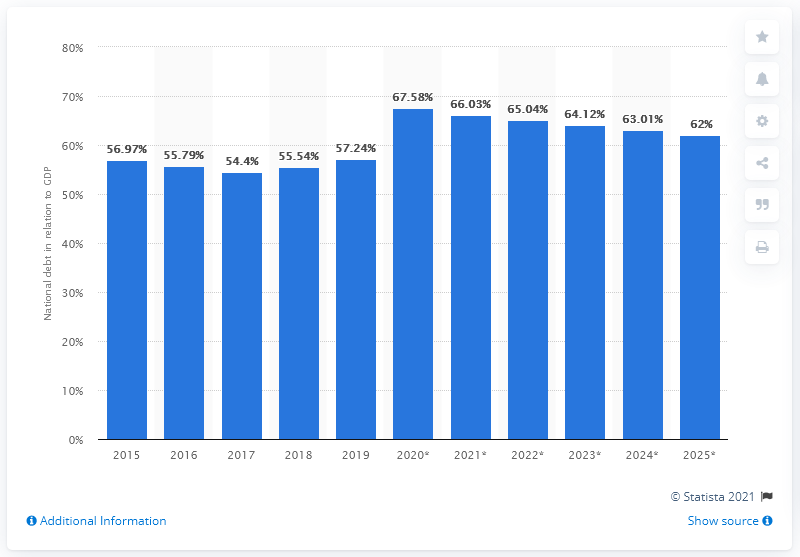 80%
70%
60%
50%
40%
30%
20%
10%
0%
National debt in relation to GDP
56.97% 55.79% 54.4% 55.54% 57.24% 67.58% 66.03% 65.04% 64.12% 63.01% 62%
2015 2016 2017 2018 2019 2020* 2021* 2022* 2023* 2024* 2025*
© Statista 2021
Additional Information Show source